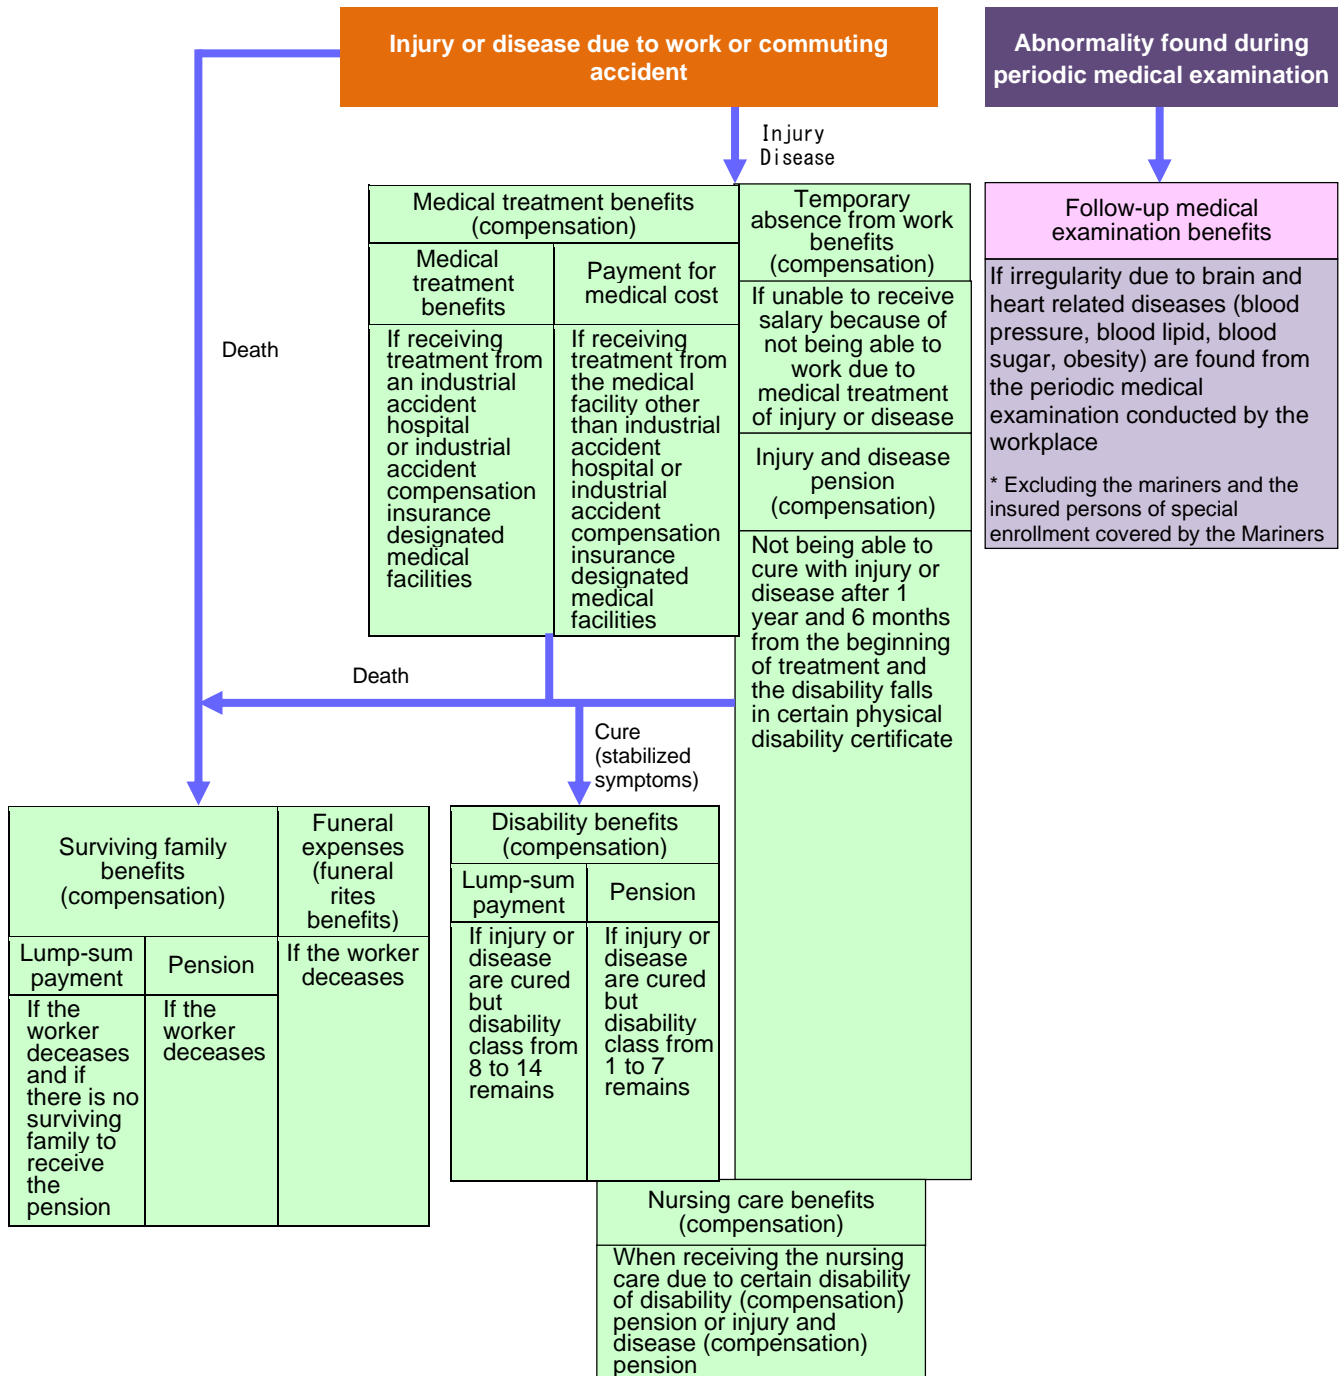 Injury or disease due to work or commuting
accident
Abnormality found during
periodic medical examination
Injury
Disease
Death
Medical treatment benefits
(compensation)
Medical
treatment
benefits
If receiving
treatment from
an industrial
accident
hospital
or industrial
accident
compensation
insurance
designated
medical
facilities
Payment for
medical cost
If receiving
treatment from
the medical
facility other
than industrial
accident
hospital or
industrial
accident
compensation
insurance
designated
medical
facilities
Temporary
absence from work
benefits
(compensation)
If unable to receive
salary because of
not being able to
work due to
medical treatment
of injury or disease
Injury and disease
pension
(compensation)
Not being able to
cure with injury or
disease after 1
year and 6 months
from the beginning
of treatment and
the disability falls
in certain physical
disability certificate
Follow-up medical
examination benefits
If irregularity due to brain and
heart related diseases (blood
pressure, blood lipid, blood
sugar, obesity) are found from
the periodic medical
examination conducted by the
workplace
* Excluding the mariners and the
insured persons of special
enrollment covered by the Mariners
Death
Cure
(stabilized
symptoms)
Surviving family
benefits
(compensation)
Lump-sum
payment
If the
worker
deceases
and if
there is no
surviving
family to
receive
the
pension
Pension
If the
worker
deceases
Funeral
expenses
(funeral
rites
benefits)
If the worker
deceases
Disability benefits
(compensation)
Lump-sum
payment
If injury or
disease
are cured
but
disability
class from
8 to 14
remains
Pension
If injury or
disease
are cured
but
disability
class from
1 to 7
remains
Nursing care benefits
(compensation)
When receiving the nursing
care due to certain disability
of disability (compensation)
pension or injury and
disease (compensation)
pension